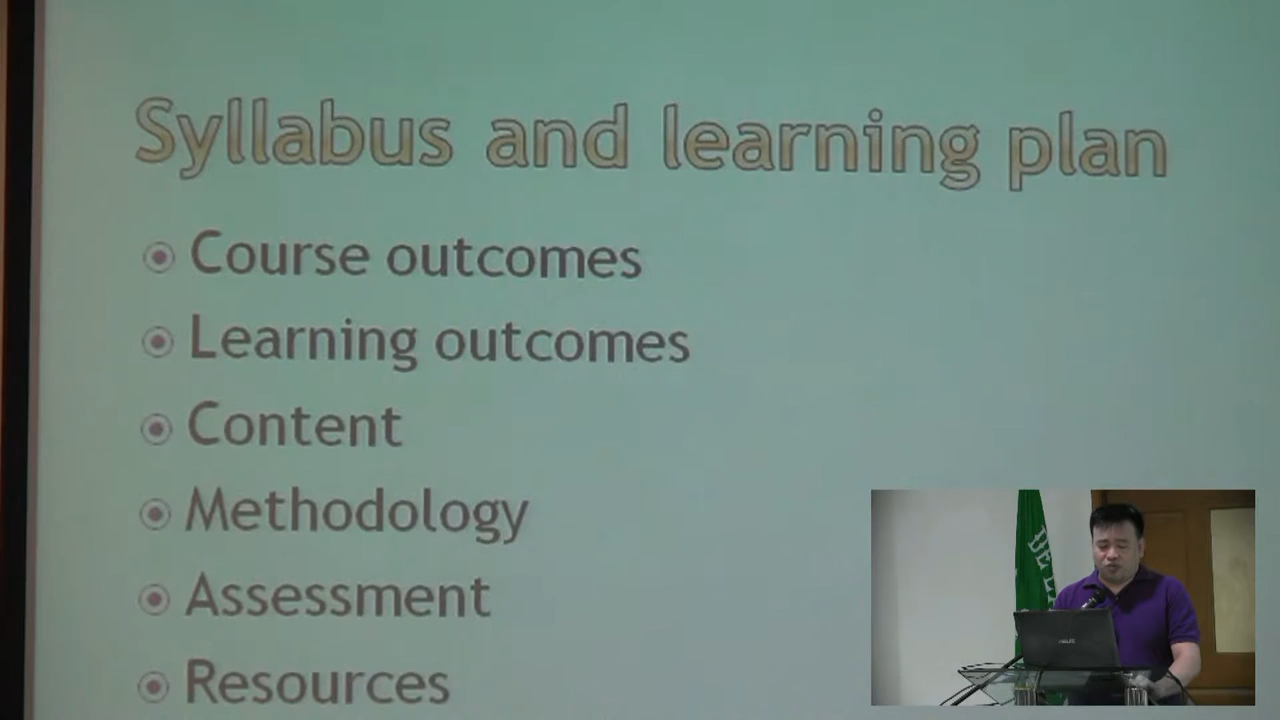 Syllabus and learning plan
Course outcomes
Learning outcomes
Content
Methodology
Assessment
Resources